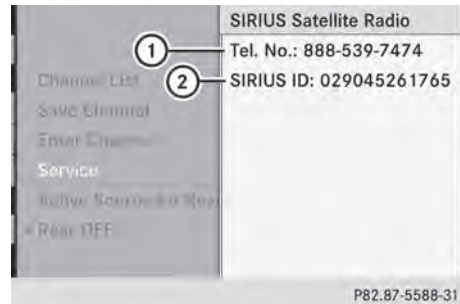 SIRIUS Satellite Radio
1
Tel. No.: 888-539-7474
2
SIRIUS ID: 029045261765
Channel List
Save Channel
Enter Channel
Service
Rear OFF
P82.87-5588-31